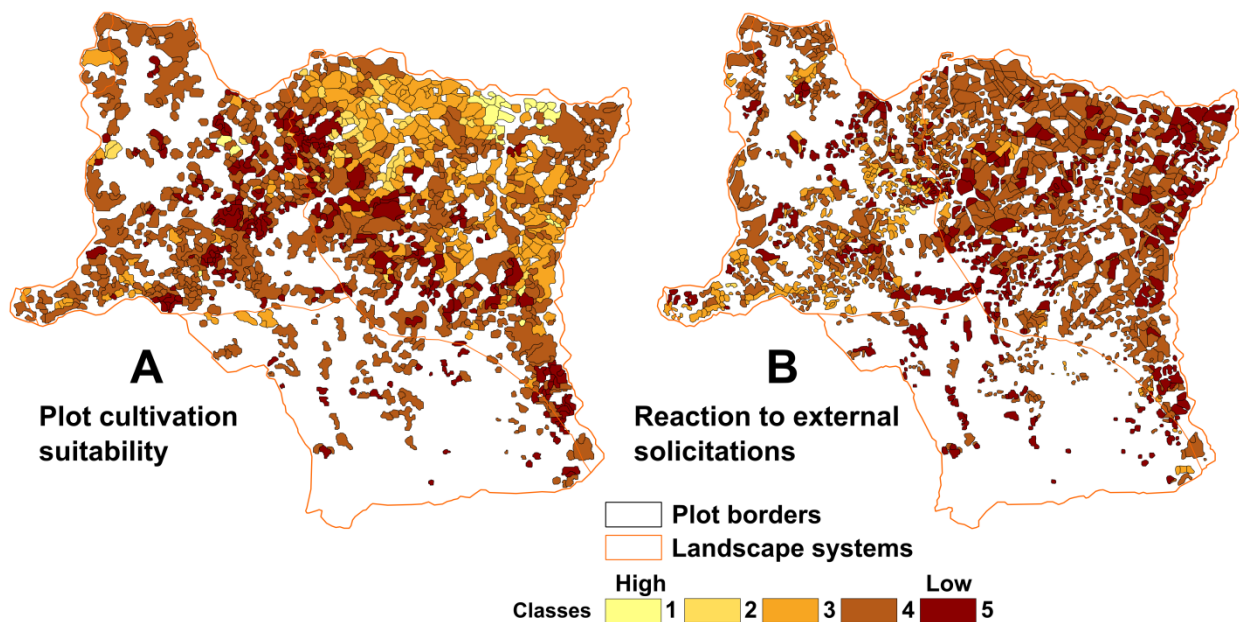 A
Plot cultivation
suitability
B
Reaction to external
solicitations
Plot borders
Landscape systems
High Low
Classes 1 2 3 4 5